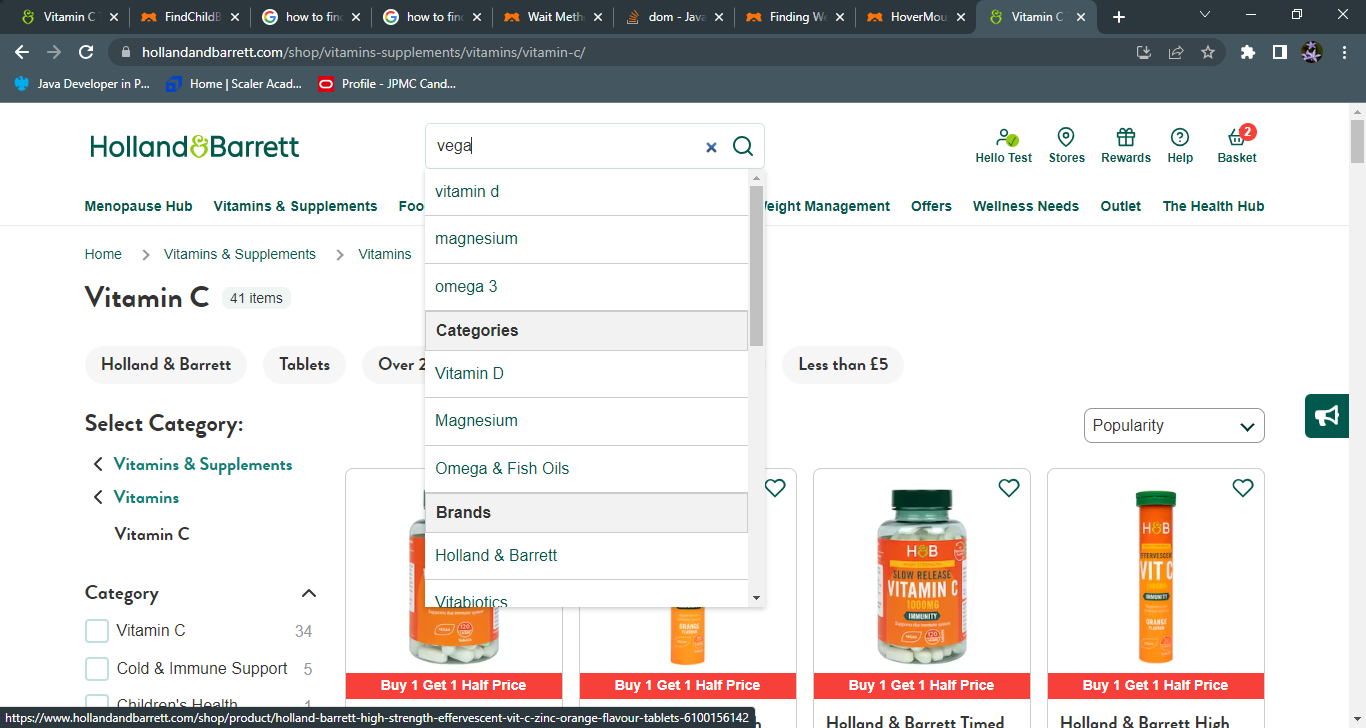 Vitamin C
FindChildB
how to fin
how to fin
Wait Meth
dom - Java
Finding We
HoverMou
Vitamin C
hollandandbarrett.com/shop/vitamins-supplements/vitamins/vitamin-c/
Java Developer in P...
Home | Scaler Acad...
Profile - JPMC Cand...
Holland&Barrett
vega
Hello Test
Stores
Rewards
Help
2
Basket
Menopause Hub
Vitamins & Supplements
Foo
Weight Management
Offers
Wellness Needs
Outlet
The Health Hub
vitamin d
magnesium
omega 3
Categories
Vitamin D
Magnesium
Omega & Fish Oils
Brands
Holland & Barrett
Vitabiotics
Home
Vitamins & Supplements
Vitamins
Vitamin C
41 items
Holland & Barrett
Tablets
Over 2
Less than £5
Select Category:
Vitamins & Supplements
Vitamins
Vitamin C
Popularity
Category
Vitamin C 34
Cold & Immune Support 5
Children's Health 1
ORANGE
H&B
SLOW RELEASE
VITAMIN C
1000MG
IMMUNITY
120
H&B
EFFERVESCENT
VIT C
IMMUNITY
ORANGE
Buy 1 Get 1 Half Price
Buy 1 Get 1 Half Price
Buy 1 Get 1 Half Price
Buy 1 Get 1 Half Price
Holland & Barrett Timed
Holland & Barrett High
https://www.hollandandbarrett.com/shop/product/holland-barrett-high-strength-effervescent-vit-c-zinc-orange-flavour-tablets-6100156142